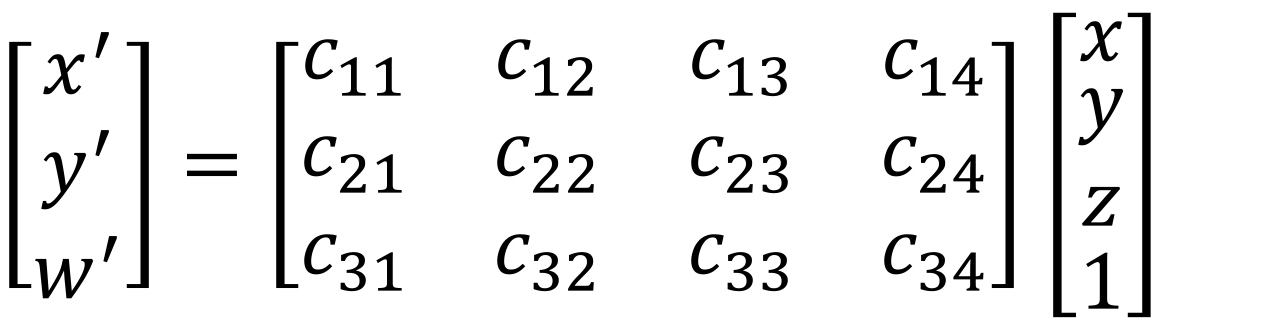 [x′ y′ w′] = [c₁₁ c₁₂ c₁₃ c₁₄; c₂₁ c₂₂ c₂₃ c₂₄; c₃₁ c₃₂ c₃₃ c₃₄] [x y z 1]